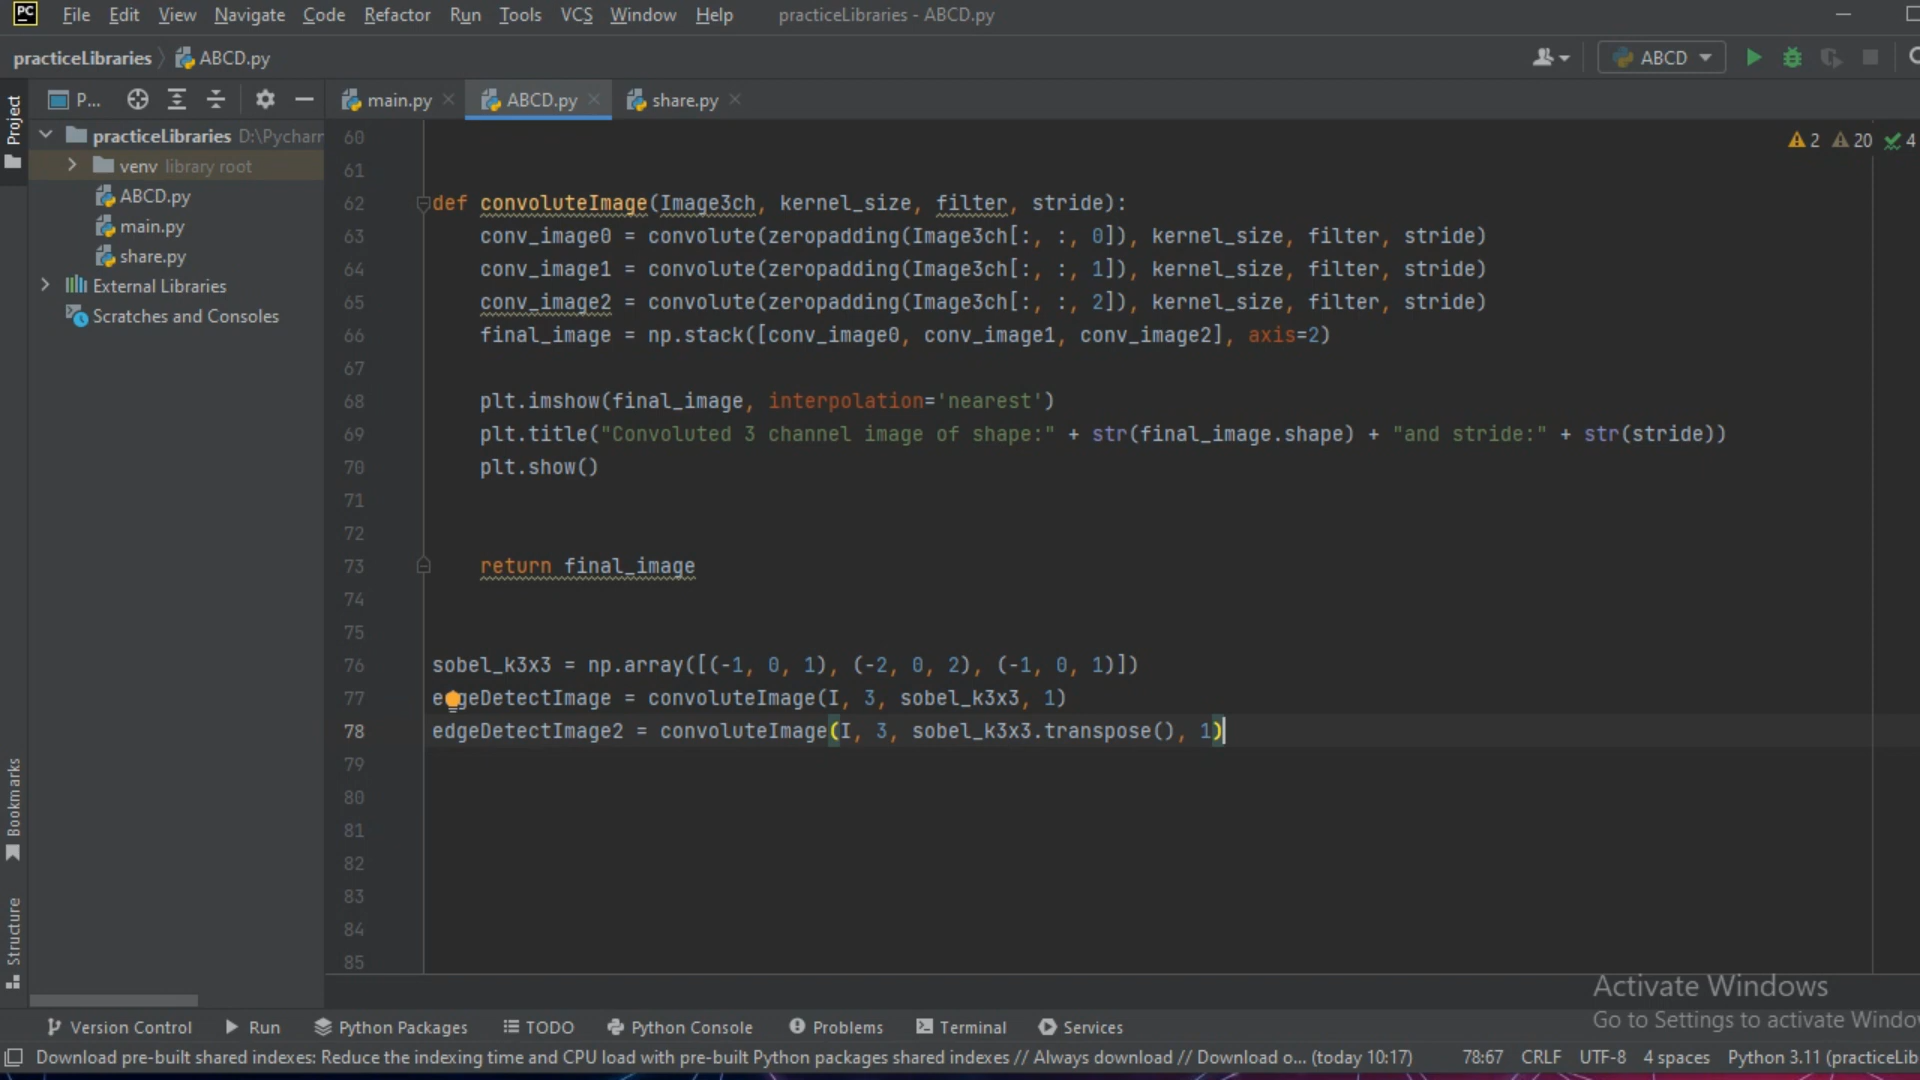 PC File Edit View Navigate Code Refactor Run Tools VCS Window Help practiceLibraries - ABCD.py
practiceLibraries ABCD.py ABCD
Project P... main.py ABCD.py share.py
practiceLibraries D:\Pycharm
venv library root
ABCD.py
main.py
share.py
External Libraries
Scratches and Consoles
2 20 4
60
61
62 def convoluteImage(Image3ch, kernel_size, filter, stride):
63 conv_image0 = convolute(zeropadding(Image3ch[:, :, 0]), kernel_size, filter, stride)
64 conv_image1 = convolute(zeropadding(Image3ch[:, :, 1]), kernel_size, filter, stride)
65 conv_image2 = convolute(zeropadding(Image3ch[:, :, 2]), kernel_size, filter, stride)
66 final_image = np.stack([conv_image0, conv_image1, conv_image2], axis=2)
67
68 plt.imshow(final_image, interpolation='nearest')
69 plt.title("Convoluted 3 channel image of shape:" + str(final_image.shape) + "and stride:" + str(stride))
70 plt.show()
71
72
73 return final_image
74
75
76 sobel_k3x3 = np.array([(-1, 0, 1), (-2, 0, 2), (-1, 0, 1)])
77 edgeDetectImage = convoluteImage(I, 3, sobel_k3x3, 1)
78 edgeDetectImage2 = convoluteImage(I, 3, sobel_k3x3.transpose(), 1)
79
80
81
82
83
84
85
Bookmarks
Structure
Activate Windows
Go to Settings to activate Windo
Version Control Run Python Packages TODO Python Console Problems Terminal Services
Download pre-built shared indexes: Reduce the indexing time and CPU load with pre-built Python packages shared indexes // Always download // Download o... (today 10:17) 78:67 CRLF UTF-8 4 spaces Python 3.11 (practiceLib